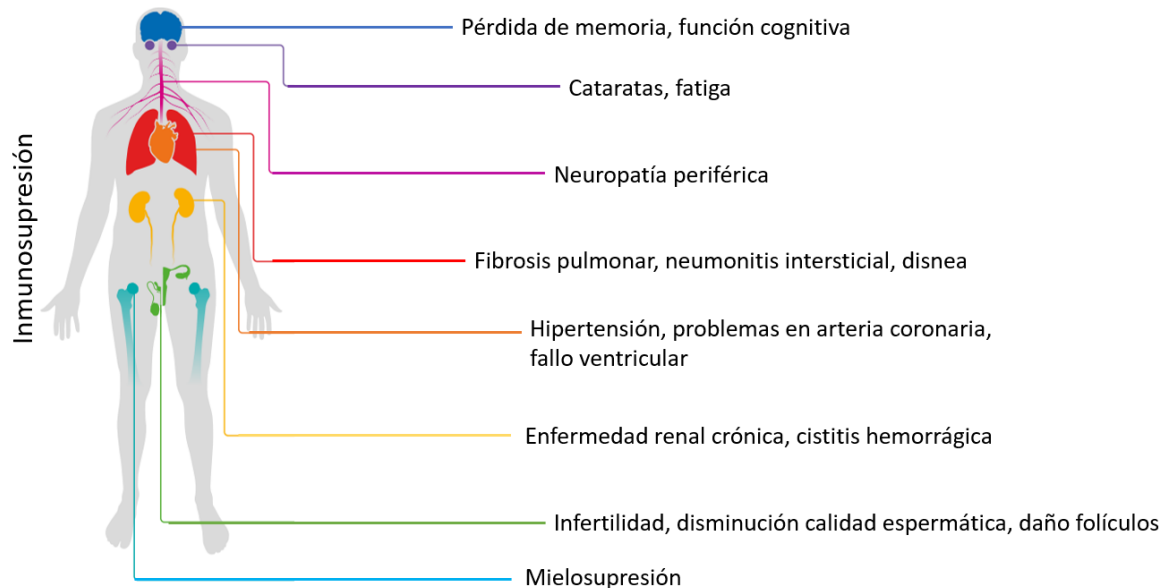 Inmunosupresión
Pérdida de memoria, función cognitiva
Cataratas, fatiga
Neuropatía periférica
Fibrosis pulmonar, neumonitis intersticial, disnea
Hipertensión, problemas en arteria coronaria,
fallo ventricular
Enfermedad renal crónica, cistitis hemorrágica
Infertilidad, disminución calidad espermática, daño folículos
Mielosupresión